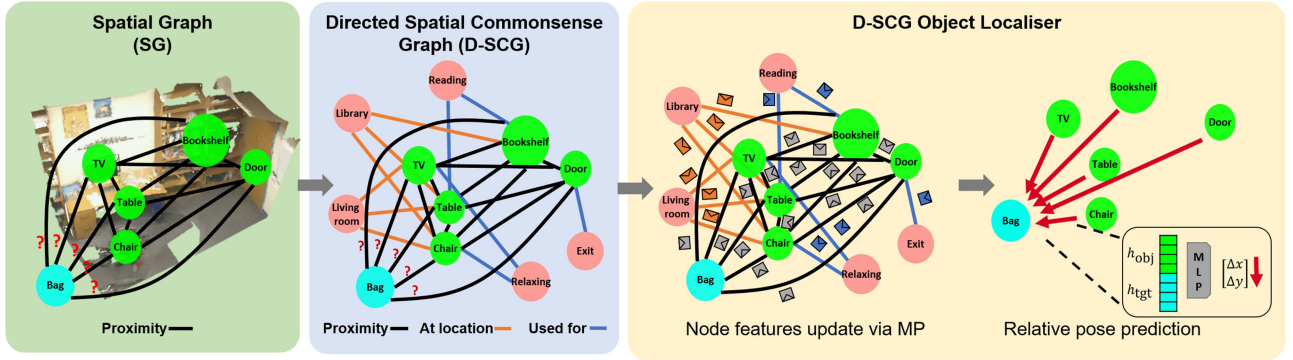 Spatial Graph
(SG)
Bookshelf
TV
Door
Table
Chair
?
?
?
?
?
Bag
Proximity
Directed Spatial Commonsense
Graph (D-SCG)
Reading
Library
Bookshelf
TV
Door
Living
room
Table
Chair
?
?
?
?
?
Bag
Exit
Relaxing
Proximity
At location
Used for
D-SCG Object Localiser
Reading
Library
Bookshelf
TV
Door
Living
room
Table
Chair
Exit
Bag
Relaxing
Node features update via MP
Bookshelf
TV
Door
Table
Bag
Chair
h obj
h tgt
M
L
P
[Δx]
[Δy]
Relative pose prediction